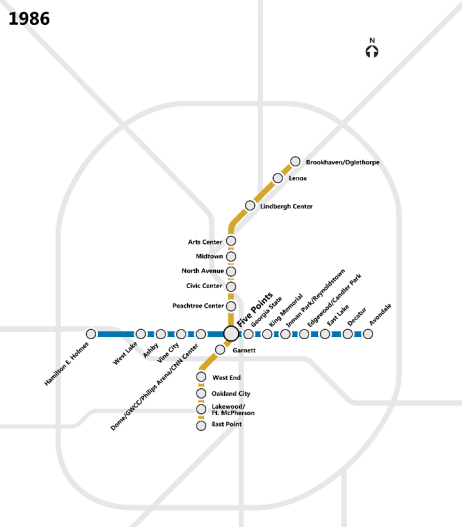 1986
N
Brookhaven/Oglethorpe
Lenox
Lindbergh Center
Arts Center
Midtown
North Avenue
Civic Center
Peachtree Center
Five Points
Georgia State
King Memorial
Inman Park/Reynoldstown
Edgewood/Candler Park
East Lake
Decatur
Avondale
Hamilton E. Holmes
West Lake
Ashby
Vine City
Dome/GWCC/Philips Arena/CNN Center
Garnett
West End
Oakland City
Lakewood/
Ft. McPherson
East Point